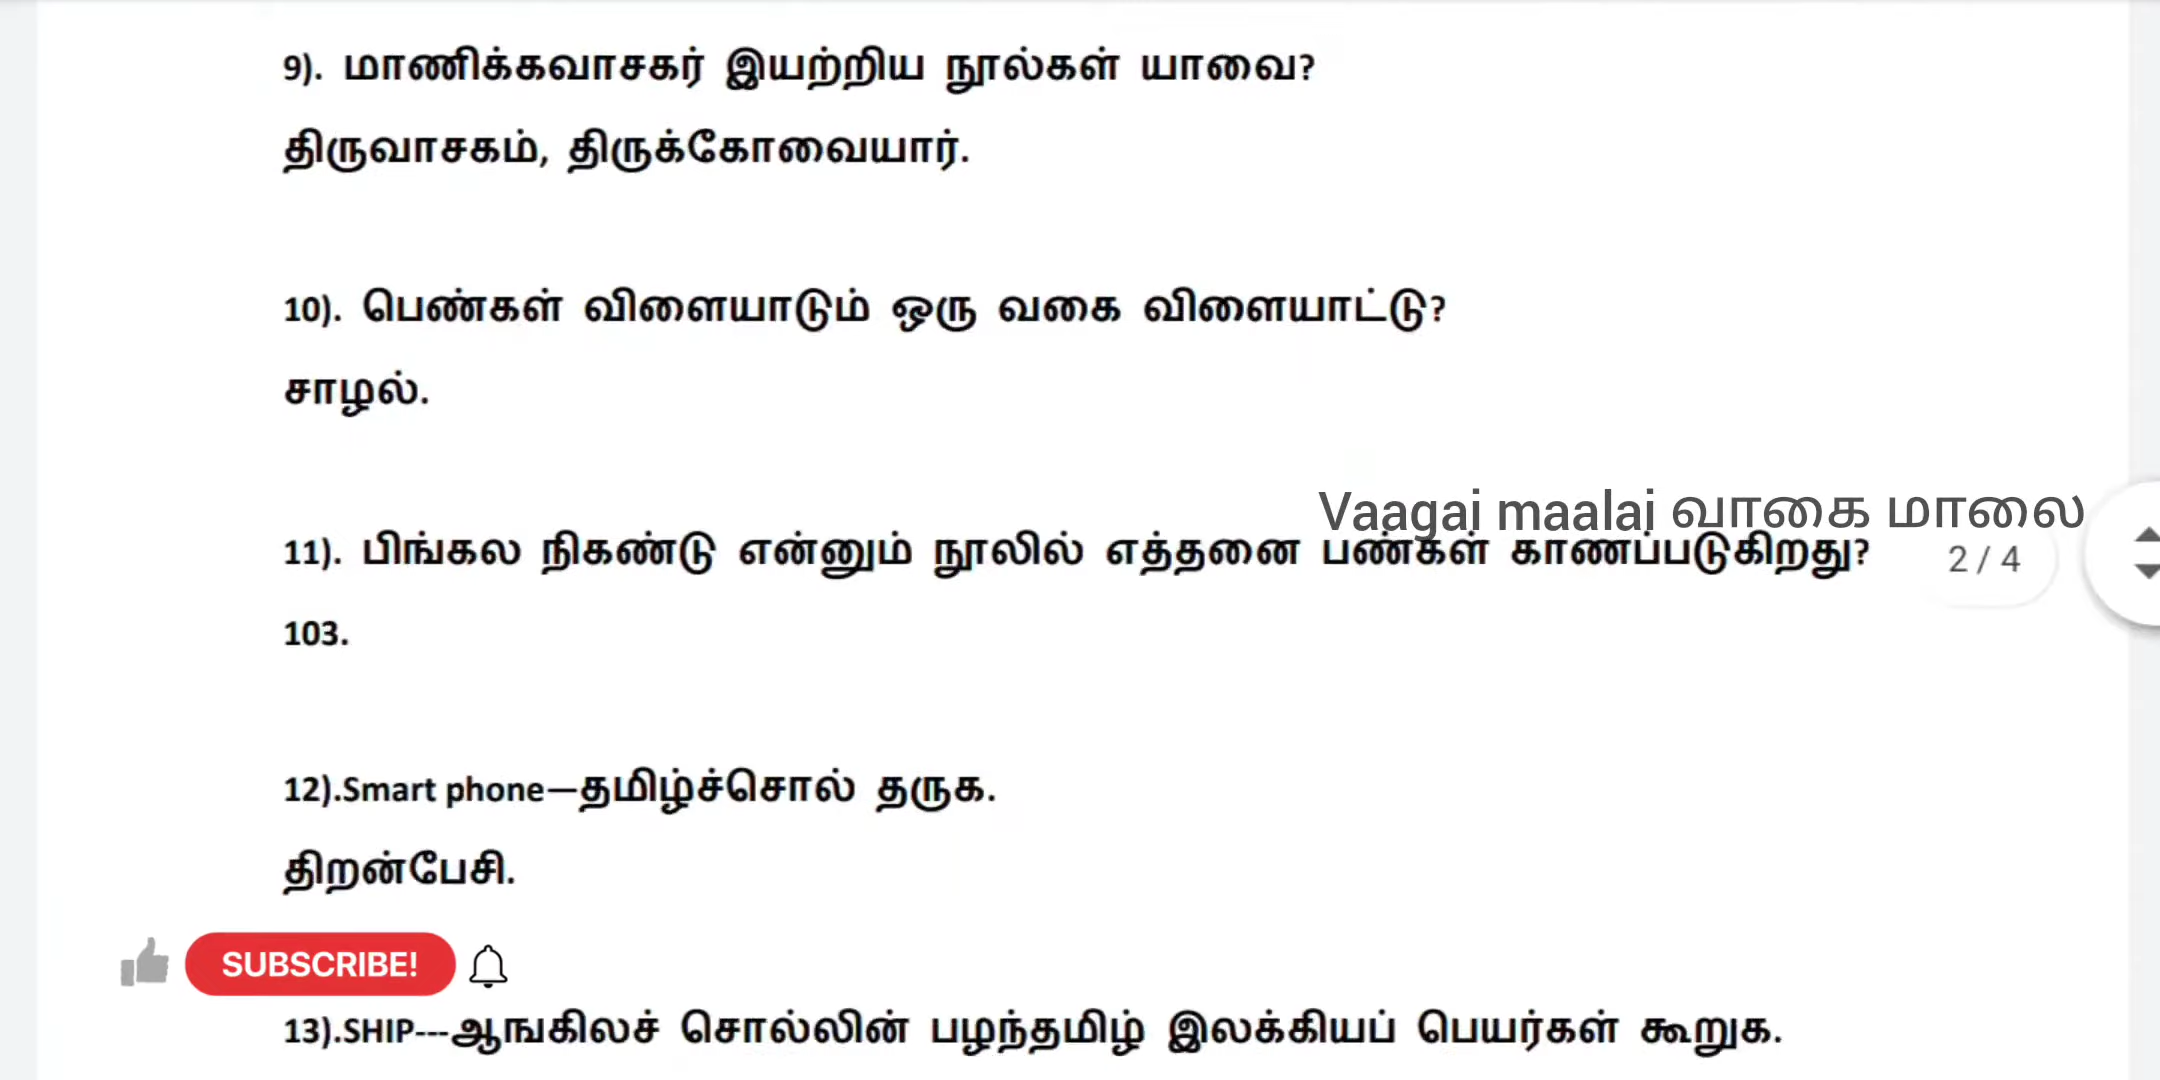 9). மாணிக்கவாசகர் இயற்றிய நூல்கள் யாவை?
திருவாசகம், திருக்கோவையார்.
10). பெண்கள் விளையாடும் ஒரு வகை விளையாட்டு?
சாழல்.
Vaagai maalai வாகை மாலை
11). பிங்கல நிகண்டு என்னும் நூலில் எத்தனை பண்கள் காணப்படுகிறது?
2 / 4
103.
12).Smart phone—தமிழ்ச்சொல் தருக.
திறன்பேசி.
SUBSCRIBE!
13).SHIP---ஆஙகிலச் சொல்லின் பழந்தமிழ் இலக்கியப் பெயர்கள் கூறுக.